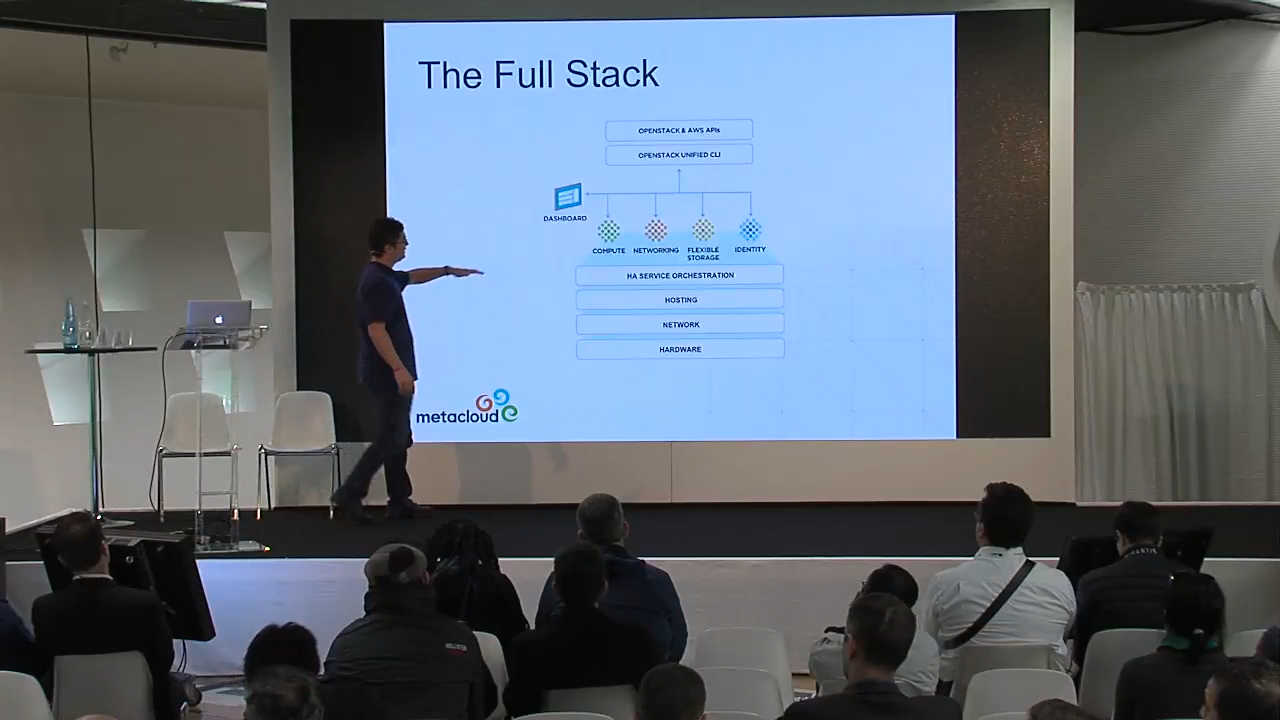 The Full Stack
OPENSTACK & AWS APIs
OPENSTACK UNIFIED CLI
DASHBOARD
COMPUTE
NETWORKING
FLEXIBLE
STORAGE
IDENTITY
HA SERVICE ORCHESTRATION
HOSTING
NETWORK
HARDWARE
metacloud
HOLLISTER